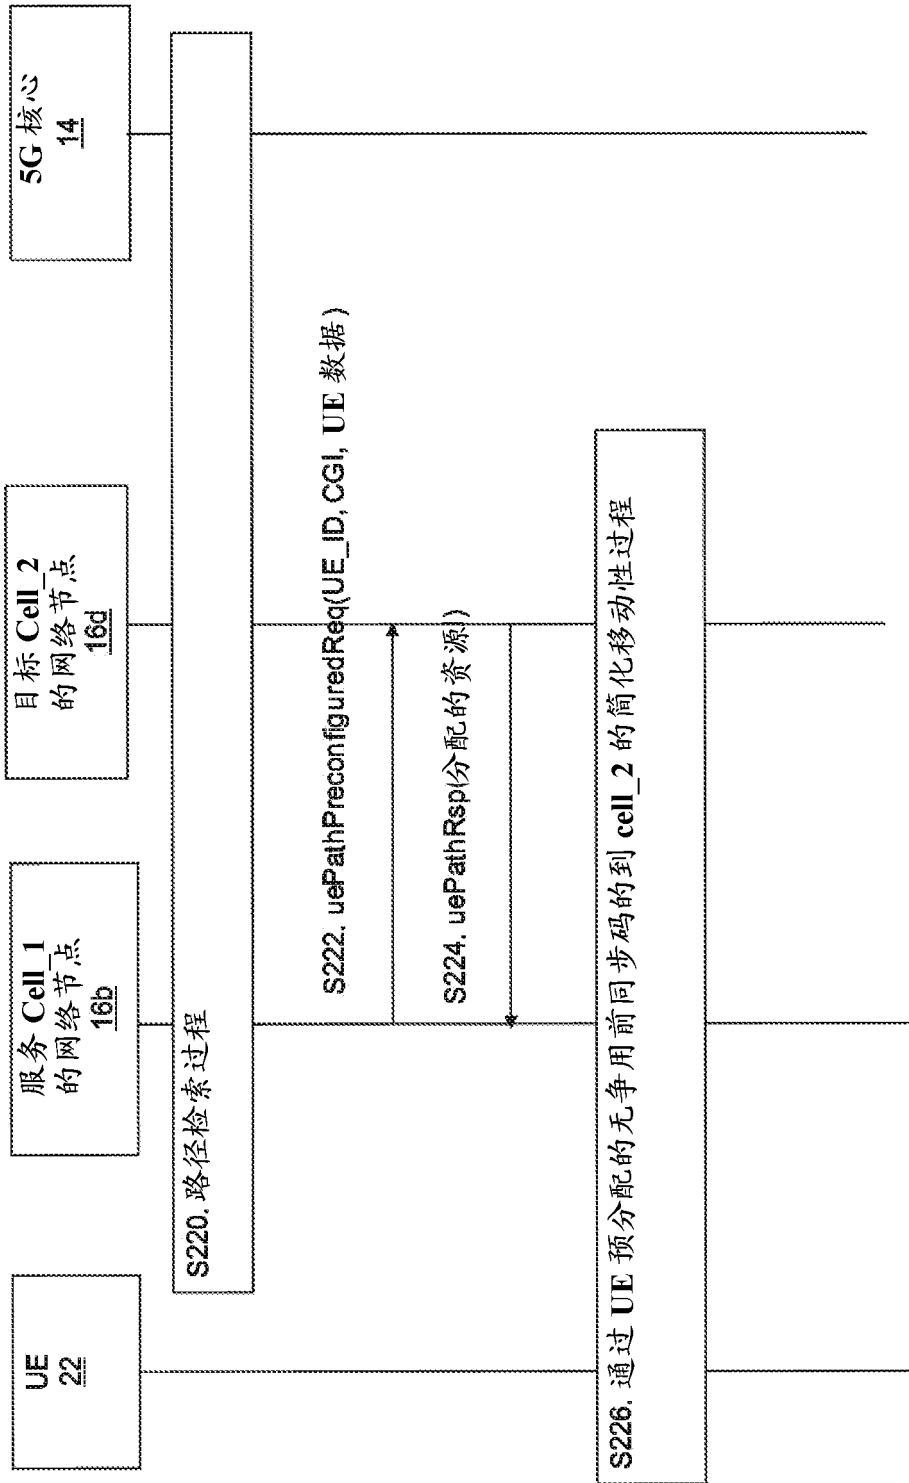 UE
22
服务 Cell_1
的网络节点
16b
目标 Cell_2
的网络节点
16d
5G 核心
14
S220. 路径检索过程
S222. uePathPreconfiguredReq(UE_ID, CGI, UE 数据)
S224. uePathRsp(分配的资源)
S226. 通过 UE 预分配的无争用前同步码的到 cell_2 的简化移动性过程